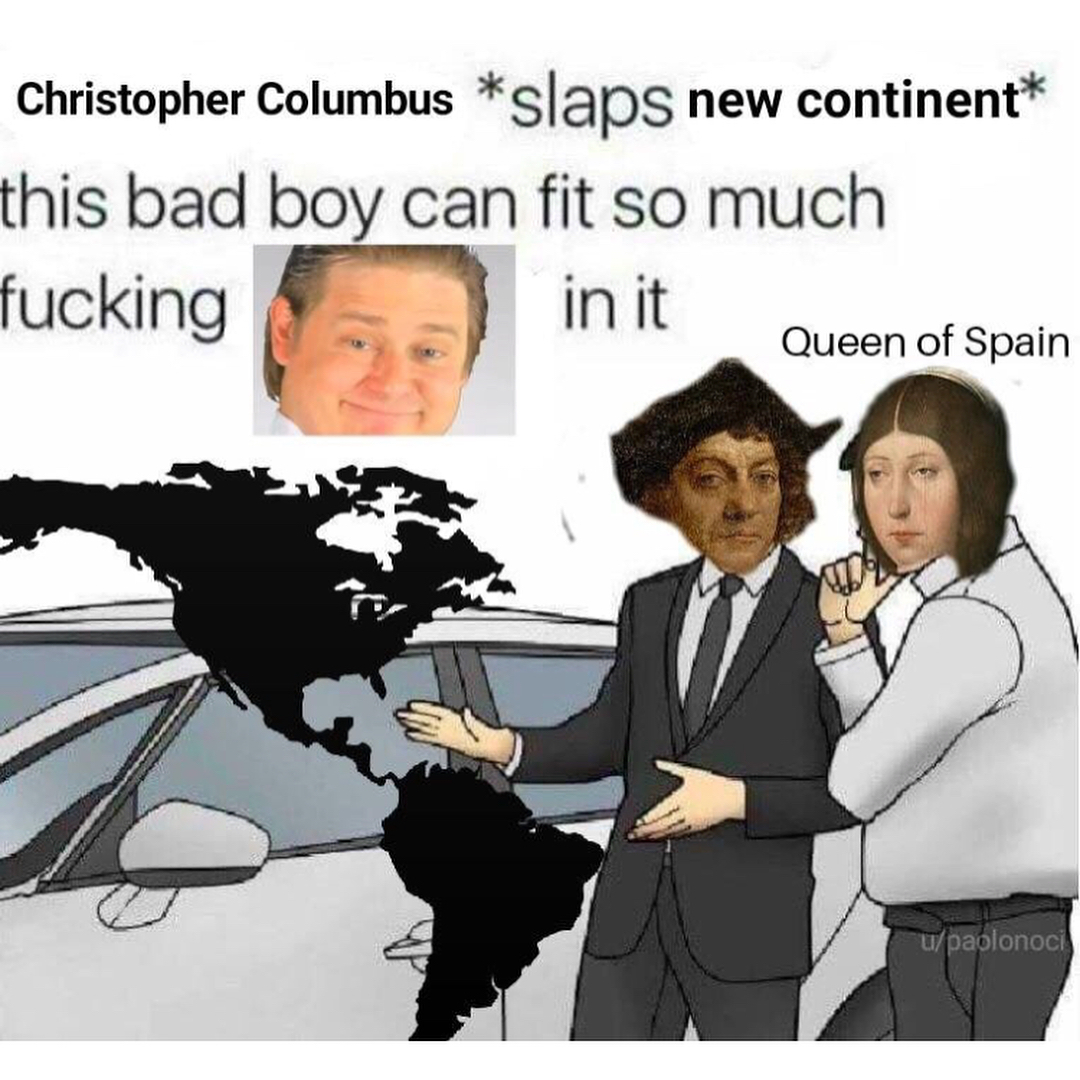 Christopher Columbus *slaps new continent*
this bad boy can fit so much
fucking in it
Queen of Spain
u/paolonoci